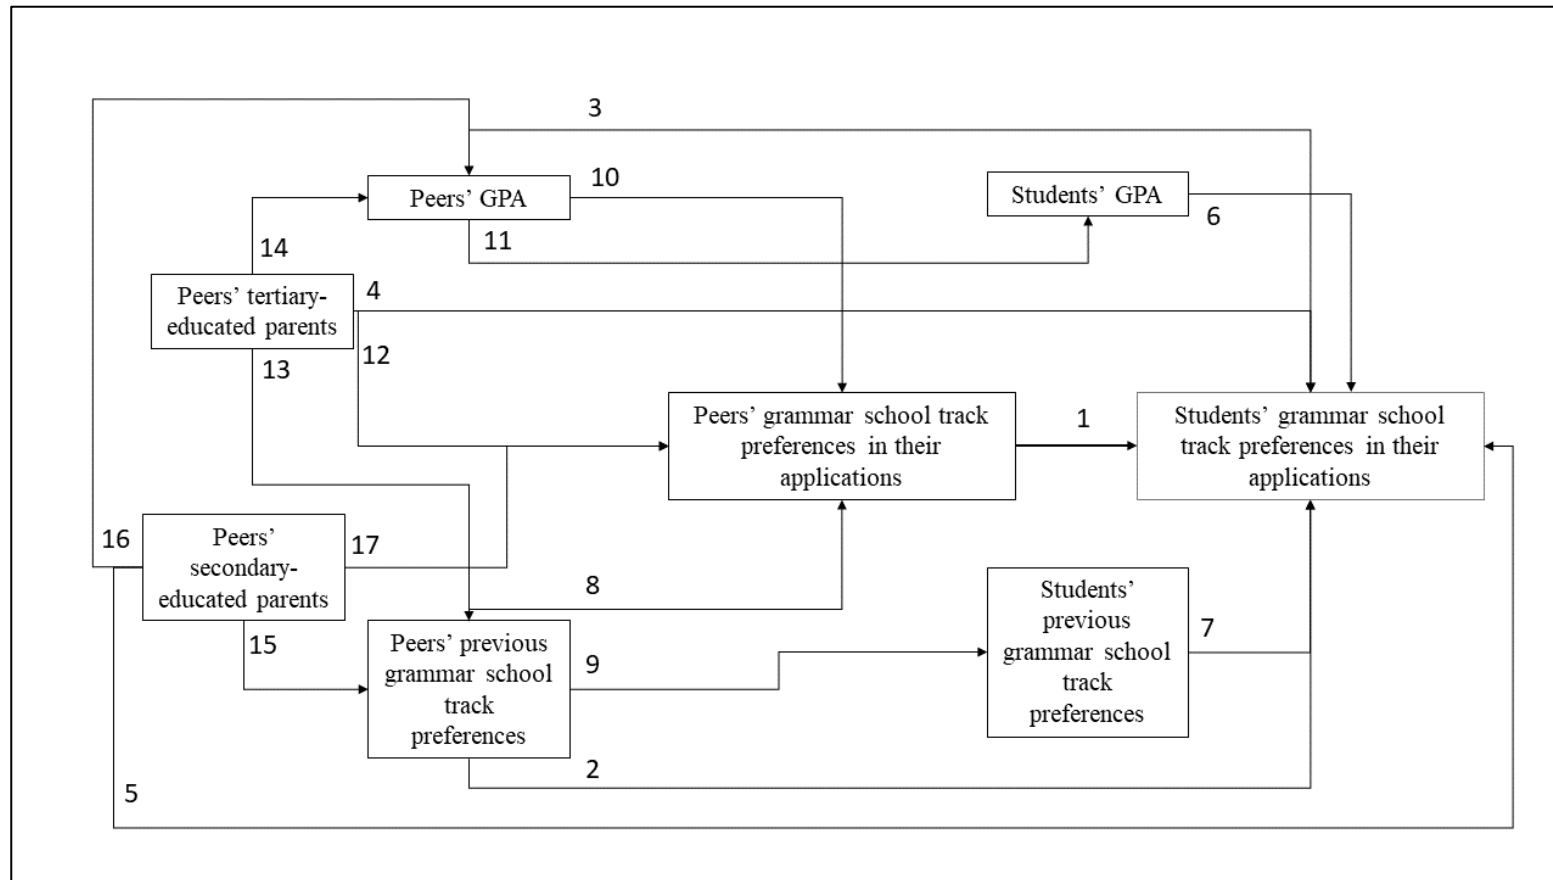 3
Peers’ GPA
10
Students’ GPA
6
11
14
Peers’ tertiary-
educated parents
4
12
13
Peers’ grammar school track
preferences in their
applications
1
Students’ grammar school
track preferences in their
applications
16
Peers’
secondary-
educated parents
17
8
Students’
previous
grammar school
track
preferences
7
15
Peers’ previous
grammar school
track
preferences
9
2
5